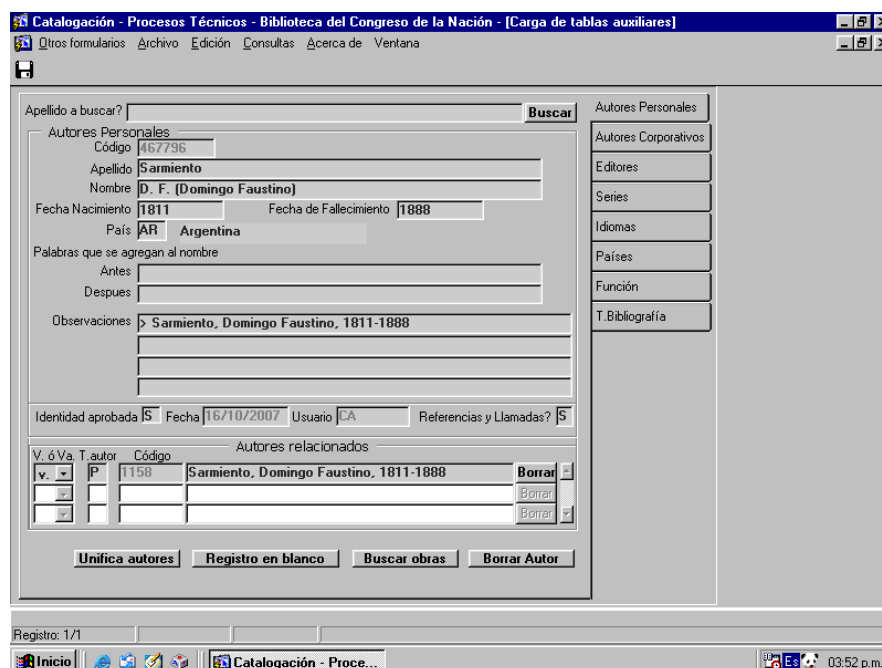 Catalogación - Procesos Técnicos - Biblioteca del Congreso de la Nación - [Carga de tablas auxiliares]
Otros formularios Archivo Edición Consultas Acerca de Ventana
Apellido a buscar? Buscar
Autores Personales
Código 467796
Apellido Sarmiento
Nombre D. F. (Domingo Faustino)
Fecha Nacimiento 1811 Fecha de Fallecimiento 1888
País AR Argentina
Palabras que se agregan al nombre
Antes
Despues
Observaciones > Sarmiento, Domingo Faustino, 1811-1888
Identidad aprobada S Fecha 16/10/2007 Usuario CA Referencias y Llamadas? S
Autores relacionados
V. ó Va. T.autor Código
v. P 1158 Sarmiento, Domingo Faustino, 1811-1888 Borrar
Borrar
Borrar
Unifica autores Registro en blanco Buscar obras Borrar Autor
Autores Personales
Autores Corporativos
Editores
Series
Idiomas
Países
Función
T.Bibliografía
Registro: 1/1
Inicio Catalogación - Proce... Es 03:52 p.m.